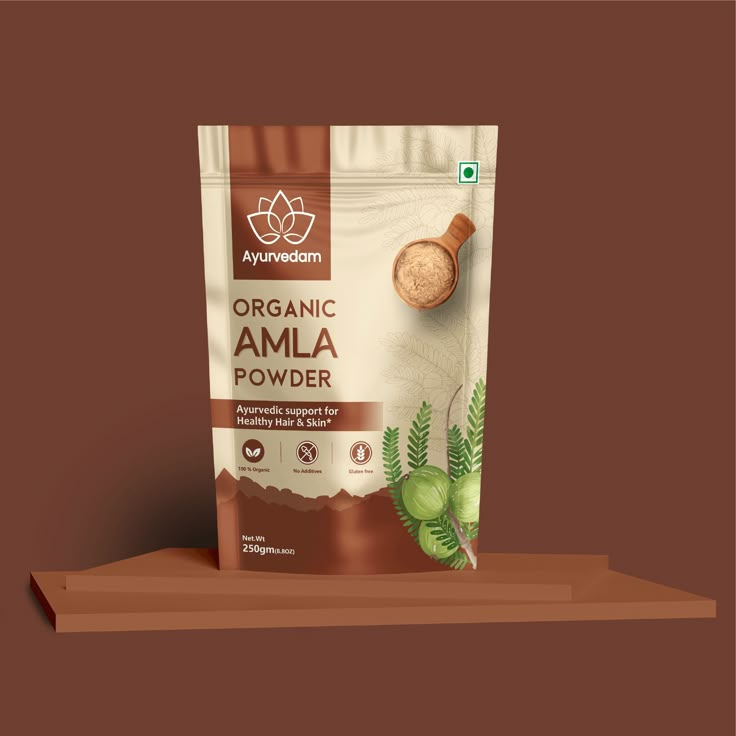 Ayurvedam
ORGANIC
AMLA
POWDER
Ayurvedic support for
Healthy Hair & Skin*
100 % Organic
No Additives
Gluten free
Net.Wt
250gm(8.8OZ)